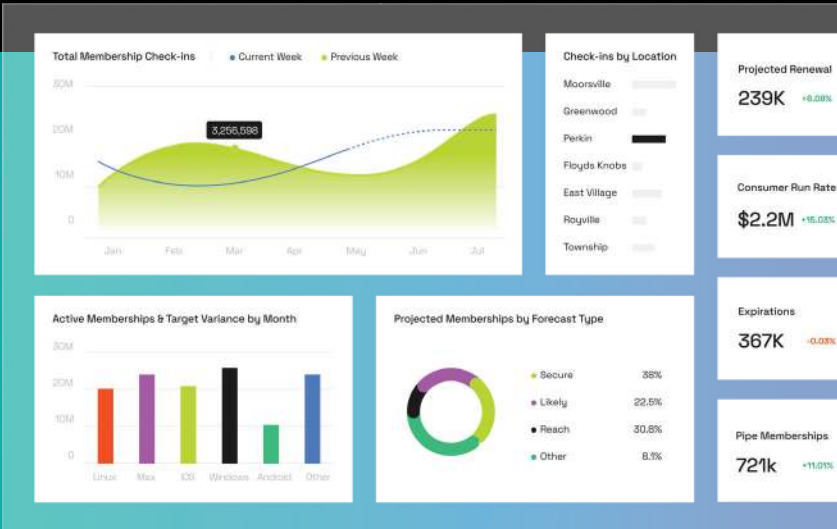 Total Membership Check-ins
Current Week
Previous Week
30M
20M
10M
0
3,256,598
Jan
Feb
Mar
Apr
May
Jun
Jul
Check-ins by Location
Moorsville
Greenwood
Perkin
Floyds Knobs
East Village
Royville
Township
Projected Renewal
239K +6.08%
Consumer Run Rate
$2.2M +15.03%
Expirations
367K -0.03%
Pipe Memberships
721k +11.01%
Active Memberships & Target Variance by Month
30M
20M
10M
0
Linux
Max
iOS
Windows
Android
Other
Projected Memberships by Forecast Type
Secure 38%
Likely 22.5%
Reach 30.8%
Other 8.1%